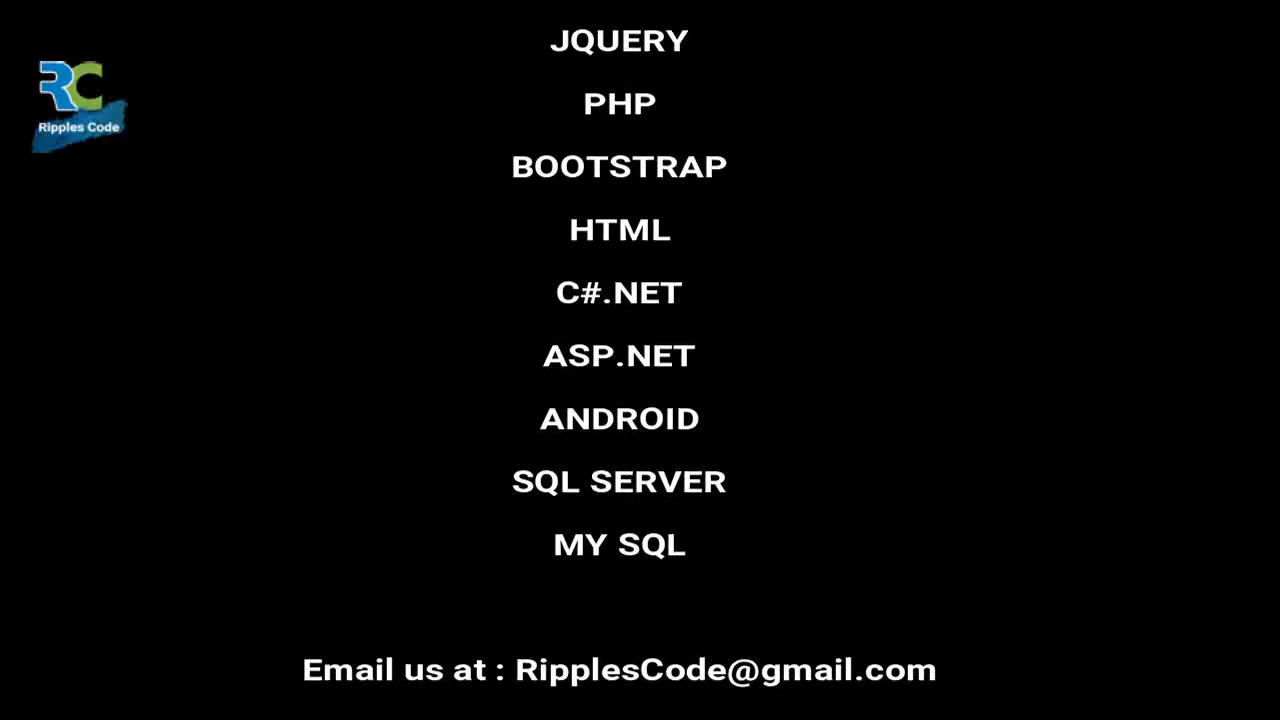 JQUERY
RC
Ripples Code
PHP
BOOTSTRAP
HTML
C#.NET
ASP.NET
ANDROID
SQL SERVER
MY SQL
Email us at : RipplesCode@gmail.com